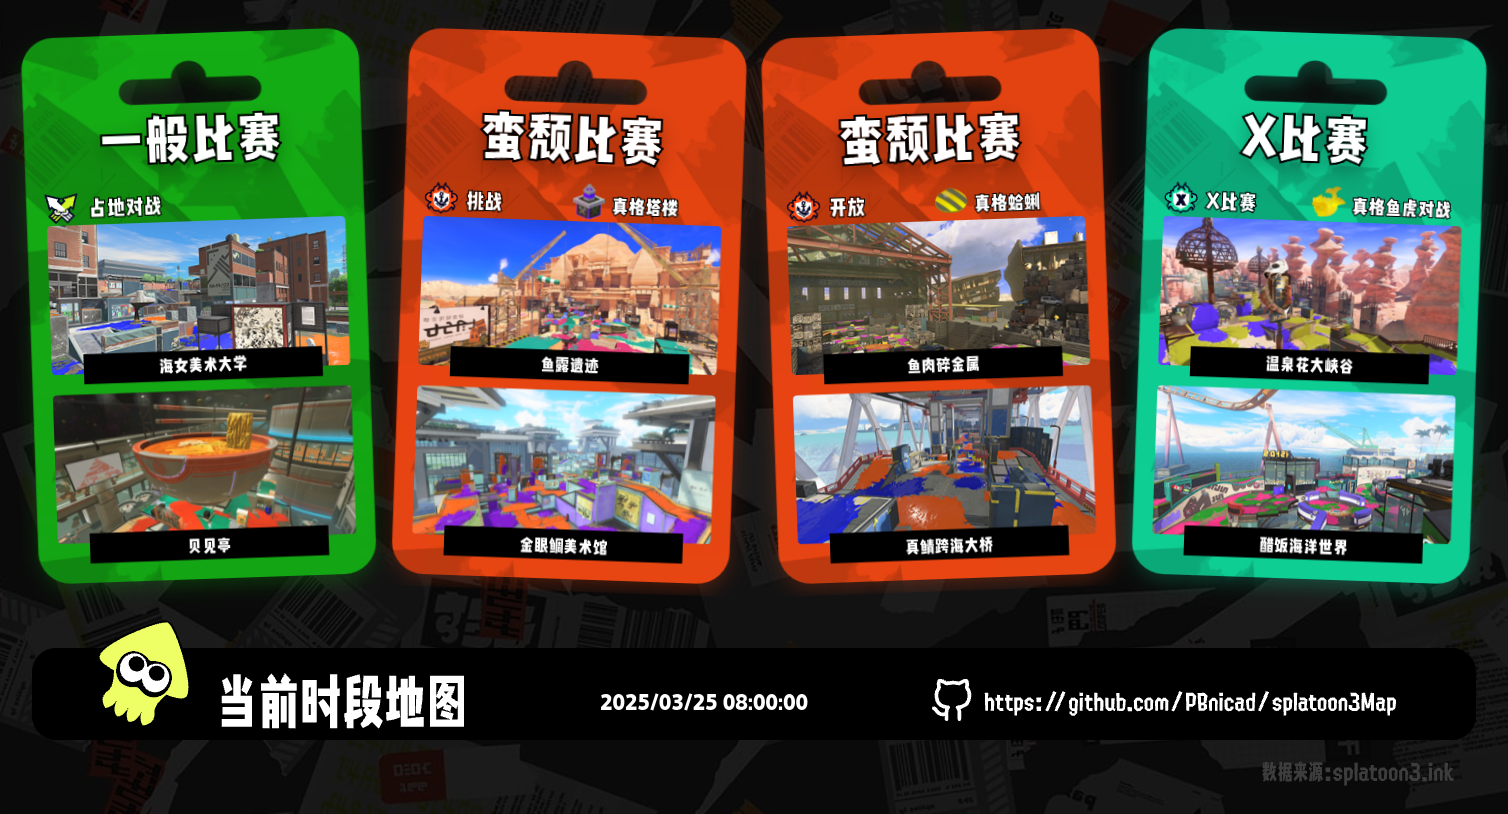 一般比赛
占地对战
海女美术大学
贝见亭
蛮颓比赛
挑战
真格塔楼
鱼露遗迹
金眼鲷美术馆
蛮颓比赛
开放
真格蛤蜊
鱼肉碎金属
真鲭跨海大桥
X比赛
X比赛
真格鱼虎对战
温泉花大峡谷
醋饭海洋世界
当前时段地图
2025/03/25 08:00:00
https://github.com/PBnicad/splatoon3Map
数据来源:splatoon3.ink